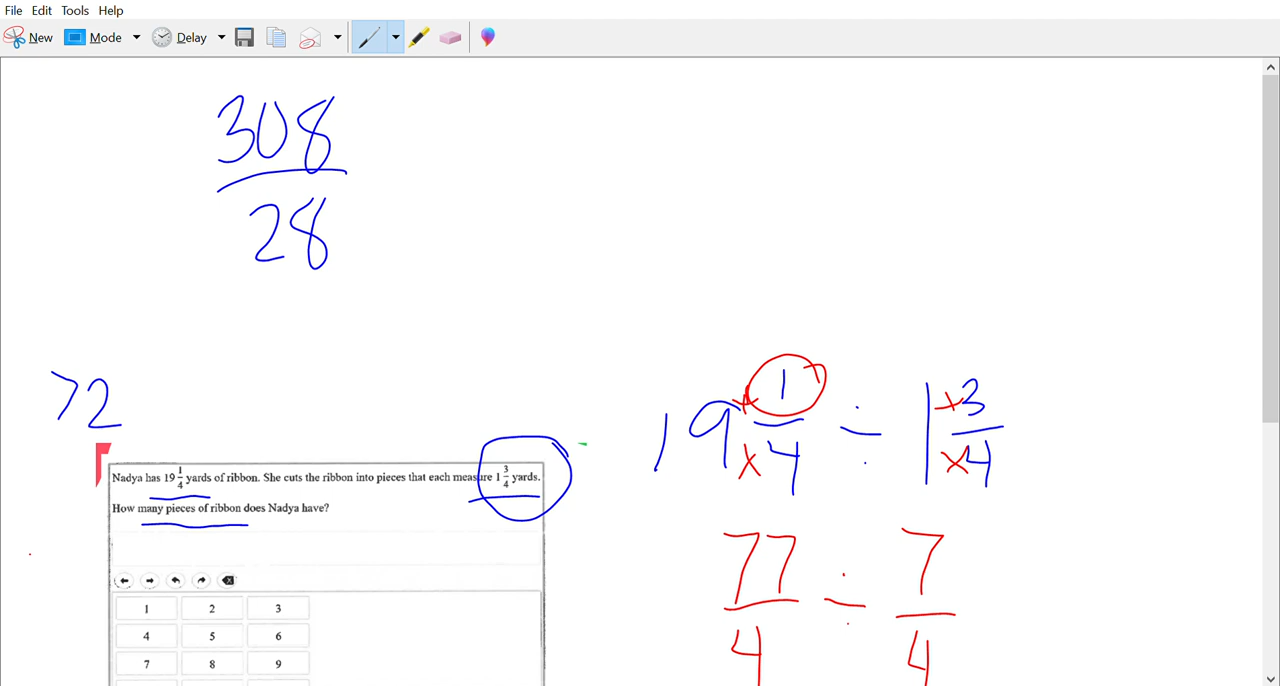 File Edit Tools Help
New Mode Delay
308
28
72
19 1/4 ÷ 1 3/4
+ + x x
Nadya has 19 1/4 yards of ribbon. She cuts the ribbon into pieces that each measure 1 3/4 yards.
How many pieces of ribbon does Nadya have?
77/4 ÷ 7/4
1 2 3
4 5 6
7 8 9